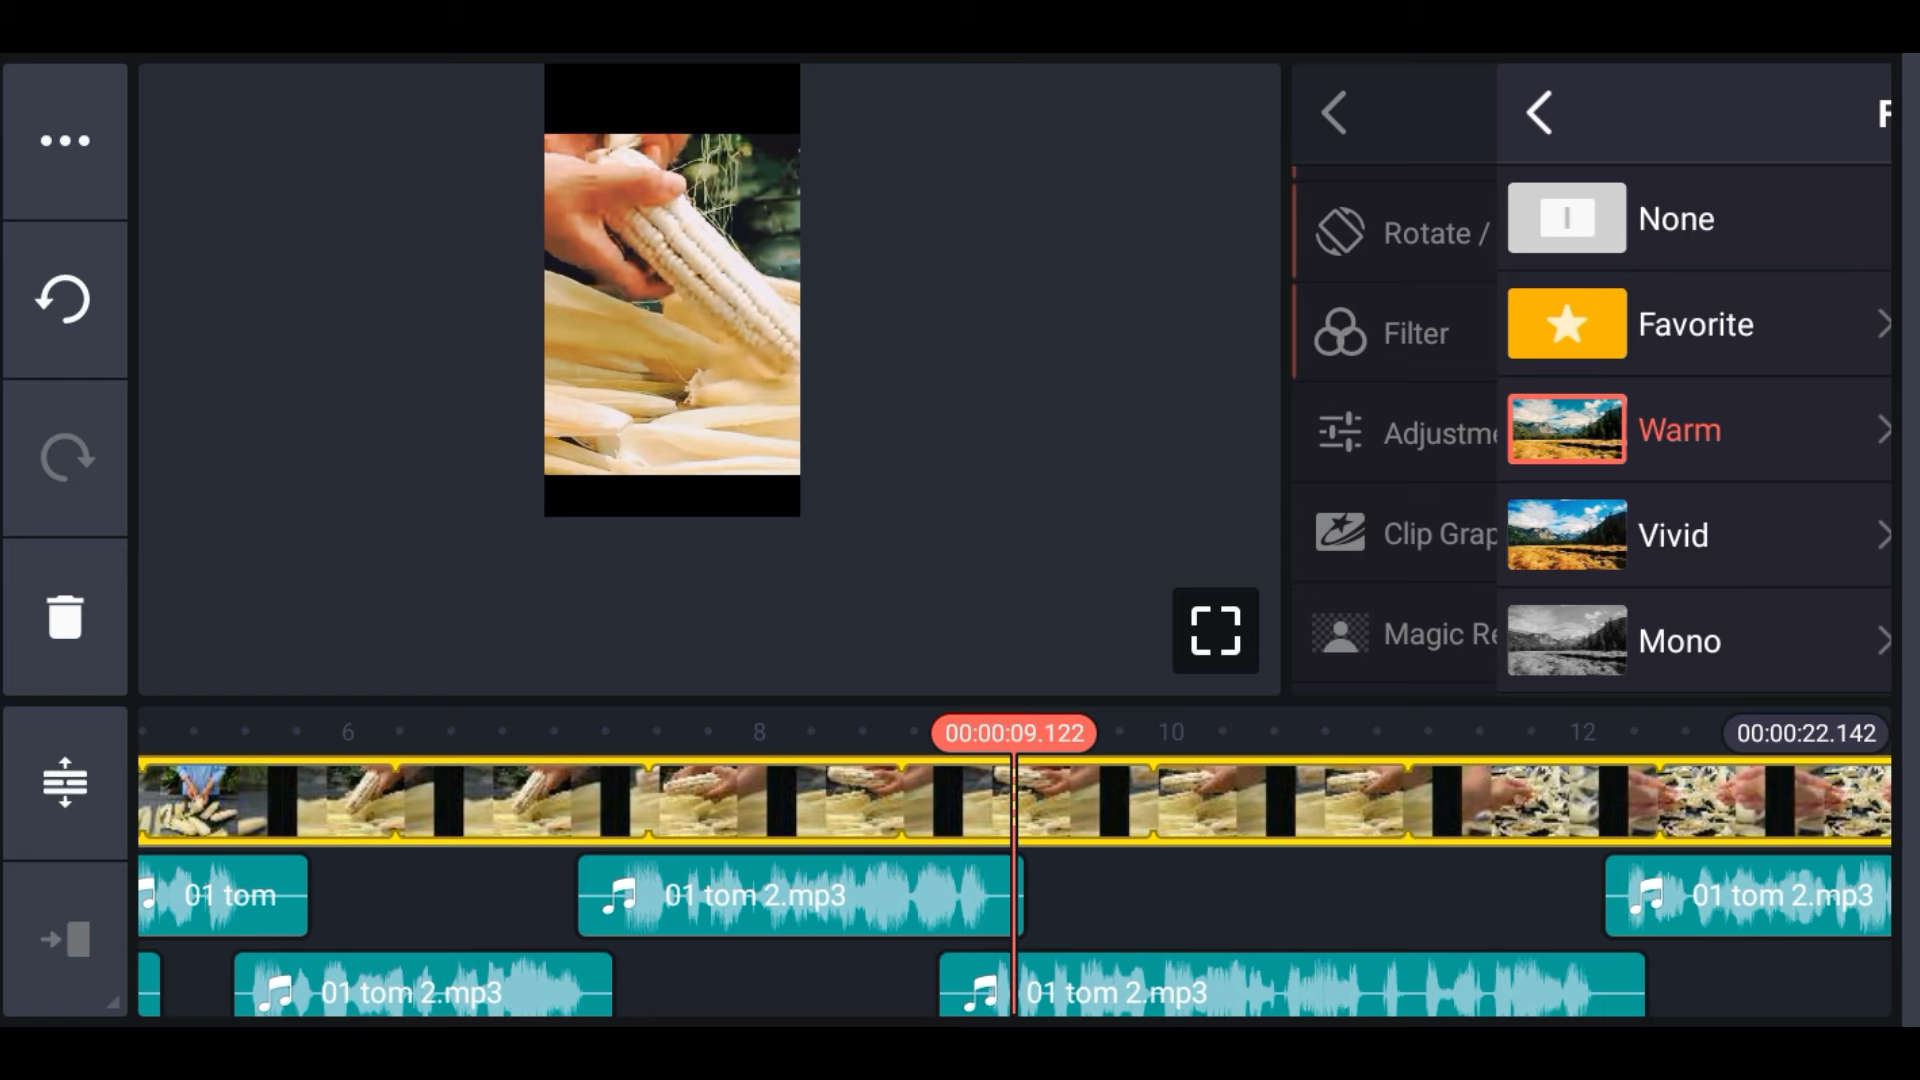 F
None
Rotate /
Favorite
Filter
Warm
Adjustme
Clip Grap
Vivid
Magic Re
Mono
6
8
00:00:09.122
10
12
00:00:22.142
01 tom
01 tom 2.mp3
01 tom 2.mp3
01 tom 2.mp3
01 tom 2.mp3